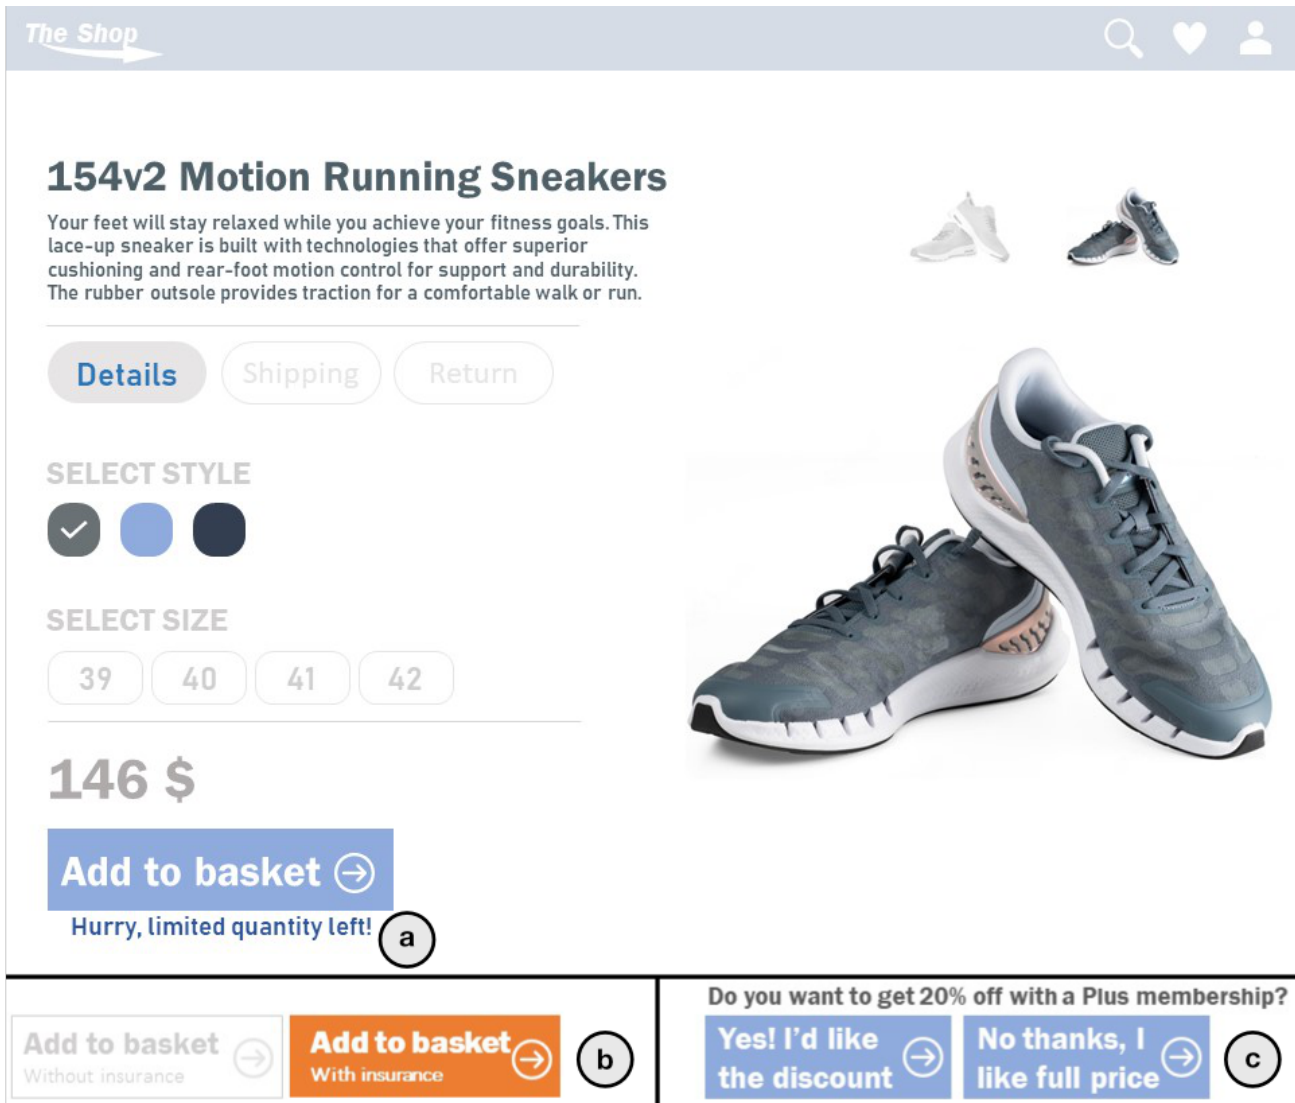 The Shop
154v2 Motion Running Sneakers
Your feet will stay relaxed while you achieve your fitness goals. This
lace-up sneaker is built with technologies that offer superior
cushioning and rear-foot motion control for support and durability.
The rubber outsole provides traction for a comfortable walk or run.
Details
Shipping
Return
SELECT STYLE
SELECT SIZE
39
40
41
42
146 $
Add to basket
Hurry, limited quantity left!
a
Add to basket
Without insurance
Add to basket
With insurance
b
Do you want to get 20% off with a Plus membership?
Yes! I'd like
the discount
No thanks, I
like full price
c